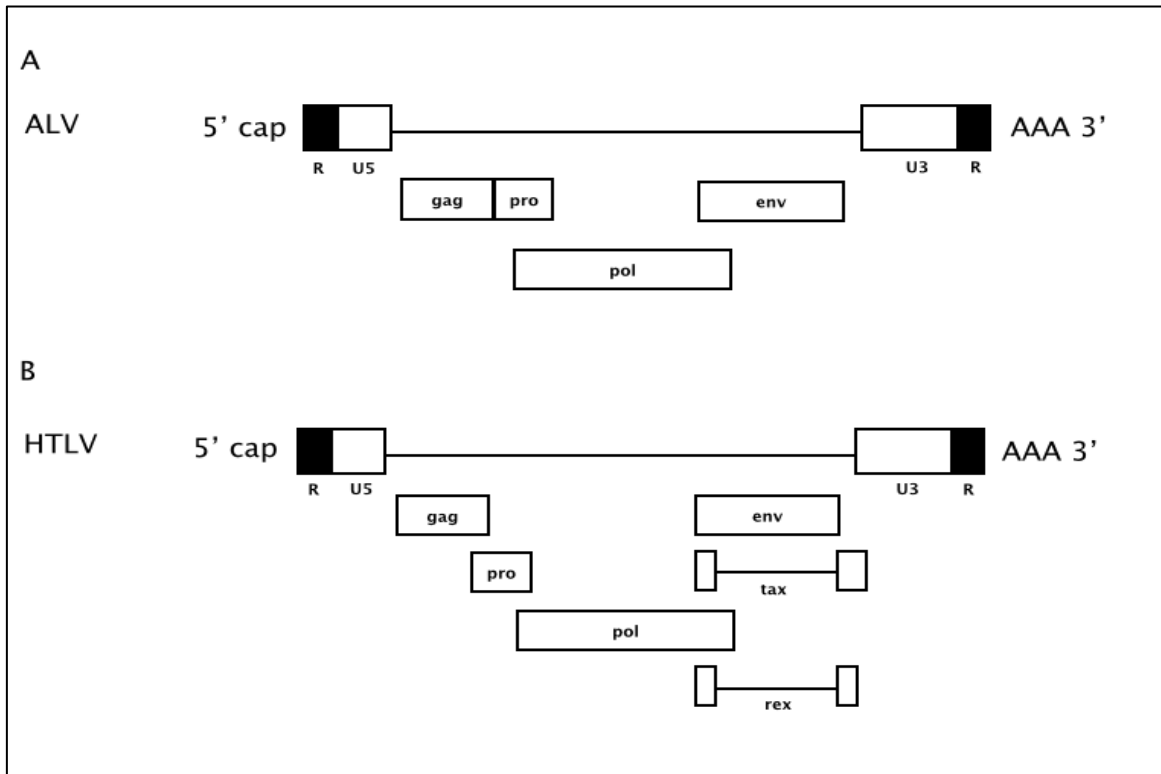 A
ALV 5’ cap AAA 3’
R U5 U3 R
gag pro env
pol
B
HTLV 5’ cap AAA 3’
R U5 U3 R
gag env
pro tax
pol
rex